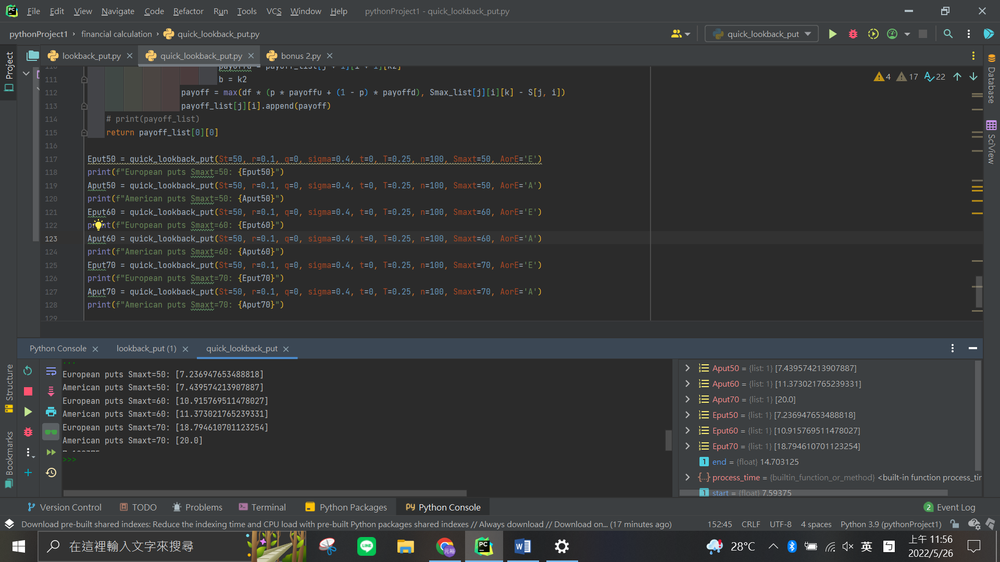 File Edit View Navigate Code Refactor Run Tools VCS Window Help pythonProject1 - quick_lookback_put.py
pythonProject1 › financial calculation › quick_lookback_put.py
quick_lookback_put
Project
lookback_put.py
quick_lookback_put.py
bonus 2.py
4 17 22
111 b = k2
112 payoff = max(df * (p * payoffu + (1 - p) * payoffd), Smax_list[j][i][k] - S[j, i])
113 payoff_list[j][i].append(payoff)
114 # print(payoff_list)
115 return payoff_list[0][0]
116
117 Eput50 = quick_lookback_put(St=50, r=0.1, q=0, sigma=0.4, t=0, T=0.25, n=100, Smaxt=50, AorE='E')
118 print(f"European puts Smaxt=50: {Eput50}")
119 Aput50 = quick_lookback_put(St=50, r=0.1, q=0, sigma=0.4, t=0, T=0.25, n=100, Smaxt=50, AorE='A')
120 print(f"American puts Smaxt=50: {Aput50}")
121 Eput60 = quick_lookback_put(St=50, r=0.1, q=0, sigma=0.4, t=0, T=0.25, n=100, Smaxt=60, AorE='E')
122 print(f"European puts Smaxt=60: {Eput60}")
123 Aput60 = quick_lookback_put(St=50, r=0.1, q=0, sigma=0.4, t=0, T=0.25, n=100, Smaxt=60, AorE='A')
124 print(f"American puts Smaxt=60: {Aput60}")
125 Eput70 = quick_lookback_put(St=50, r=0.1, q=0, sigma=0.4, t=0, T=0.25, n=100, Smaxt=70, AorE='E')
126 print(f"European puts Smaxt=70: {Eput70}")
127 Aput70 = quick_lookback_put(St=50, r=0.1, q=0, sigma=0.4, t=0, T=0.25, n=100, Smaxt=70, AorE='A')
128 print(f"American puts Smaxt=70: {Aput70}")
129
Database
SciView
Python Console
lookback_put (1)
quick_lookback_put
...
European puts Smaxt=50: [7.236947653488818]
American puts Smaxt=50: [7.439574213907887]
European puts Smaxt=60: [10.915769511478027]
American puts Smaxt=60: [11.373021765239331]
European puts Smaxt=70: [18.794610701123254]
American puts Smaxt=70: [20.0]
>>>
Aput50 = {list: 1} [7.439574213907887]
Aput60 = {list: 1} [11.373021765239331]
Aput70 = {list: 1} [20.0]
Eput50 = {list: 1} [7.236947653488818]
Eput60 = {list: 1} [10.915769511478027]
Eput70 = {list: 1} [18.794610701123254]
end = {float} 14.703125
process_time = {builtin_function_or_method} <built-in function process_tir
start = {float} 7.59375
Structure
Bookmarks
Version Control TODO Problems Terminal Python Packages Python Console 2 Event Log
Download pre-built shared indexes: Reduce the indexing time and CPU load with pre-built Python packages shared indexes // Always download // Download on... (17 minutes ago) 152:45 CRLF UTF-8 4 spaces Python 3.9 (pythonProject1)
在這裡輸入文字來搜尋
LINE
元裕
PC
28°C
英
ㄅ
上午 11:56
2022/5/26